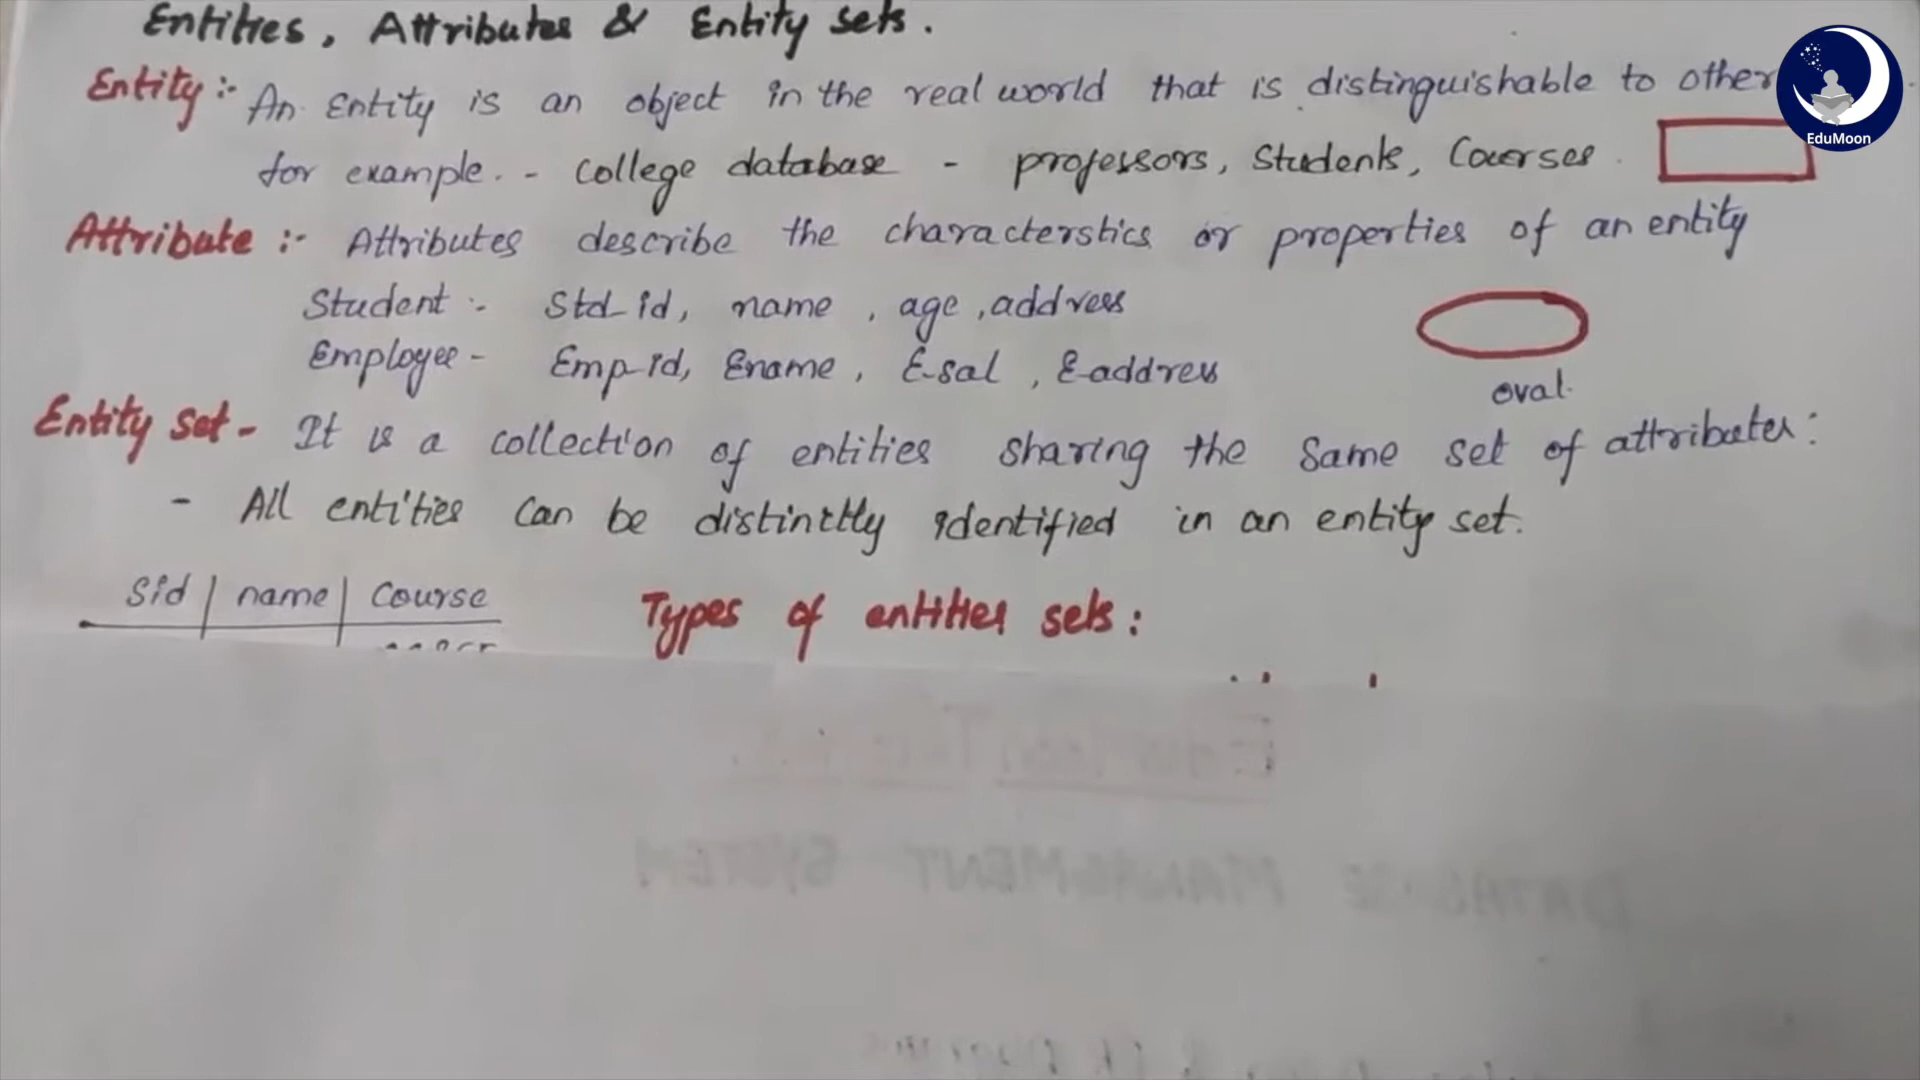 Entities, Attributes & Entity sets.
Entity :- An Entity is an object in the real world that is distinguishable to other
EduMoon
for example. - College database - professors, Students, Courses.
Attribute :- Attributes describe the characterstics or properties of an entity
Student :- Std_id, name, age, address
Employee - Emp-id, Ename, E-sal, E-address
oval.
Entity set - It is a collection of entities sharing the same set of attributes:
- All entities can be distinctly identified in an entity set.
Sid | name | Course
Types of entities sets:
DATABASE MANAGEMENT SYSTEM